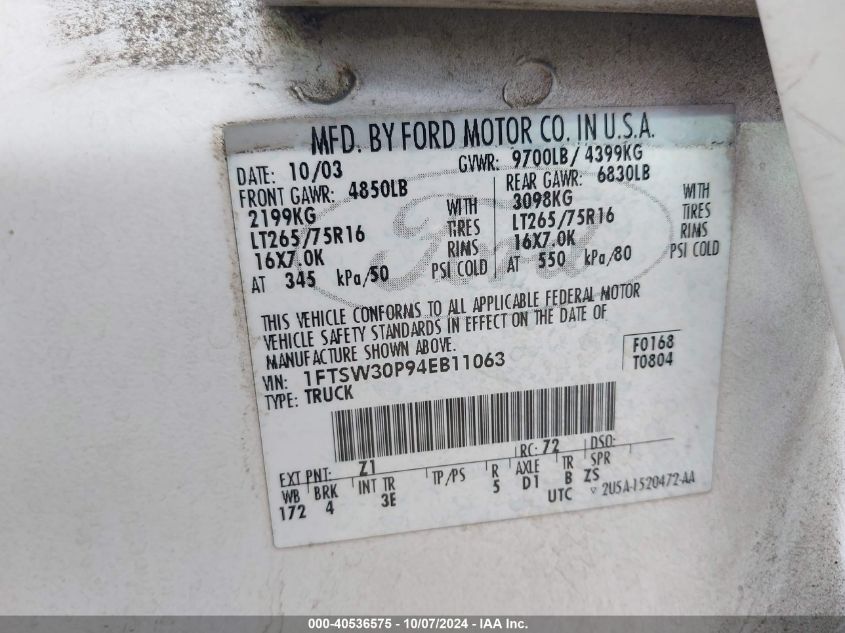 MFD. BY FORD MOTOR CO. IN U.S.A.
DATE: 10/03 GVWR: 9700LB / 4399KG
FRONT GAWR: 4850LB REAR GAWR: 6830LB
2199KG WITH 3098KG WITH
LT265/75R16 TIRES LT265/75R16 TIRES
16X7.0K RIMS 16X7.0K RIMS
AT 345 kPa/50 PSI COLD AT 550 kPa/80 PSI COLD
Ford
THIS VEHICLE CONFORMS TO ALL APPLICABLE FEDERAL MOTOR
VEHICLE SAFETY STANDARDS IN EFFECT ON THE DATE OF
MANUFACTURE SHOWN ABOVE.
F0168
VIN: 1FTSW30P94EB11063 T0804
TYPE: TRUCK
EXT PNT: Z1 RC: 72 DSO:
WB BRK INT TR TP/PS R AXLE TR SPR
172 4 3E 5 D1 B ZS
UTC V 2U5A-1520472-AA
000-40536575 - 10/07/2024 - IAA Inc.